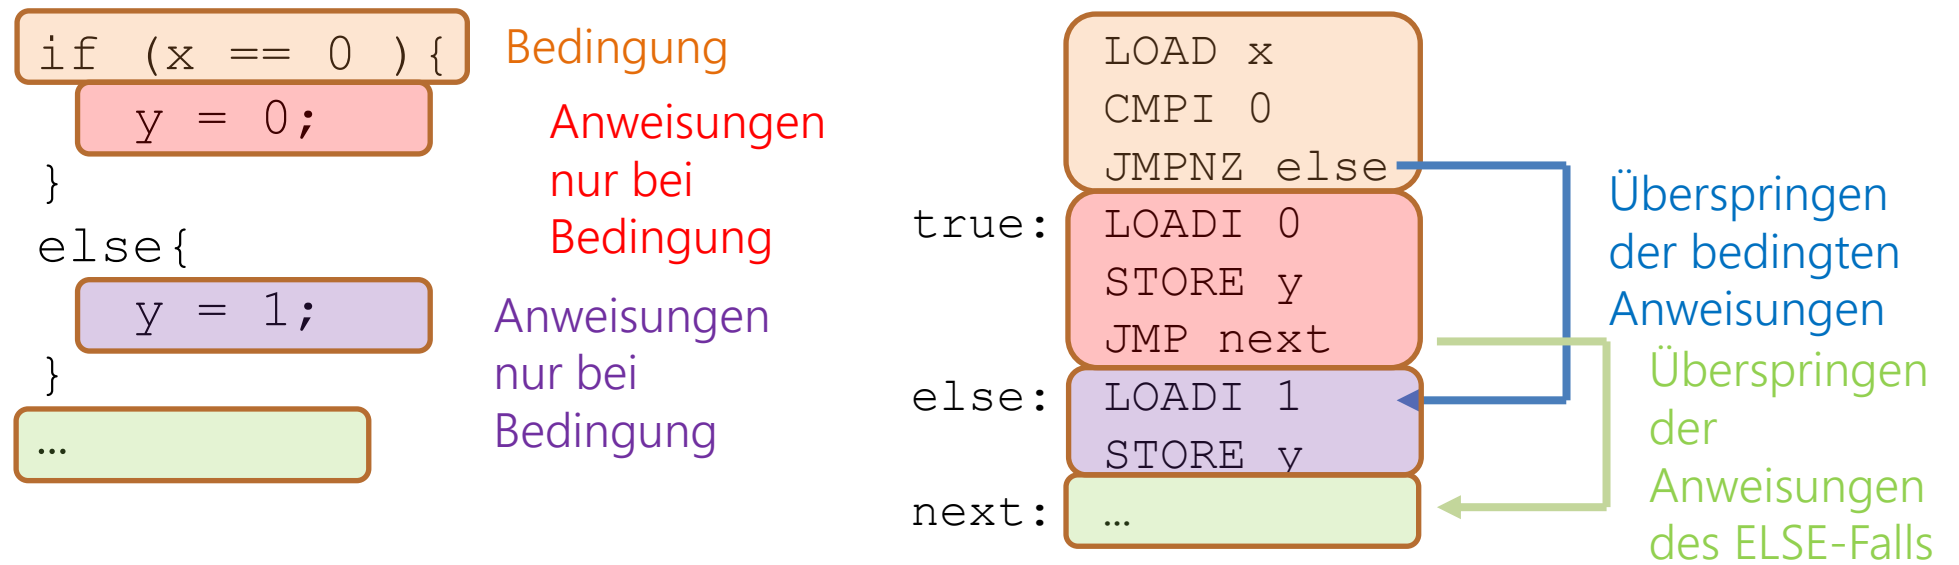 if (x == 0 ){
y = 0;
}
else{
y = 1;
}
…
Bedingung
Anweisungen
nur bei
Bedingung
Anweisungen
nur bei
Bedingung
LOAD x
CMPI 0
JMPNZ else
true: LOADI 0
STORE y
JMP next
else: LOADI 1
STORE y
next: …
Überspringen
der bedingten
Anweisungen
Überspringen
der
Anweisungen
des ELSE-Falls